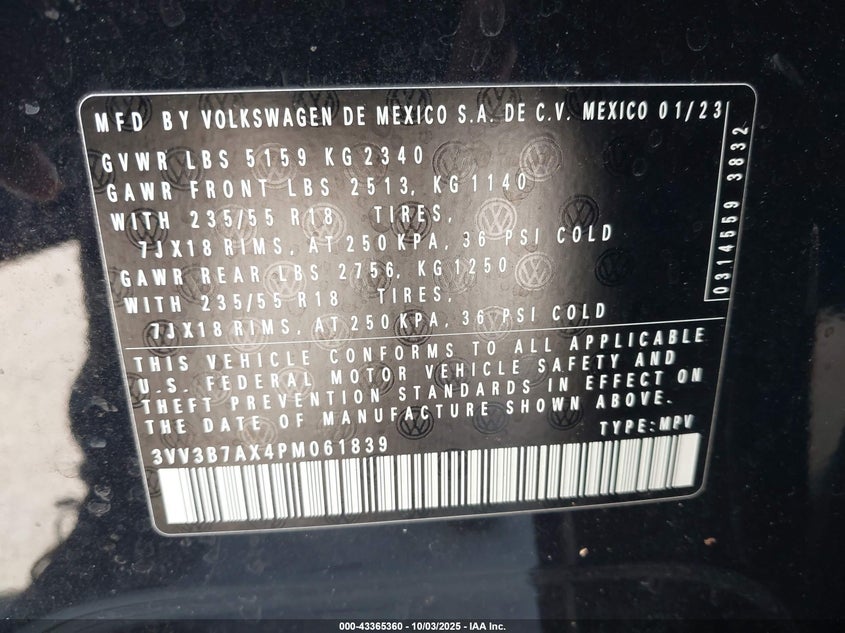 MFD BY VOLKSWAGEN DE MEXICO S.A. DE C.V. MEXICO 01/23
GVWR LBS 5159 KG 2340
GAWR FRONT LBS 2513, KG 1140
WITH 235/55 R18 TIRES,
7JX18 RIMS, AT 250 KPA, 36 PSI COLD
GAWR REAR LBS 2756, KG 1250
WITH 235/55 R18 TIRES,
7JX18 RIMS, AT 250 KPA, 36 PSI COLD
0314559 3832
THIS VEHICLE CONFORMS TO ALL APPLICABLE
U.S. FEDERAL MOTOR VEHICLE SAFETY AND
THEFT PREVENTION STANDARDS IN EFFECT ON
THE DATE OF MANUFACTURE SHOWN ABOVE.
TYPE:MPV
3VV3B7AX4PM061839
000-43365360 - 10/03/2025 - IAA Inc.